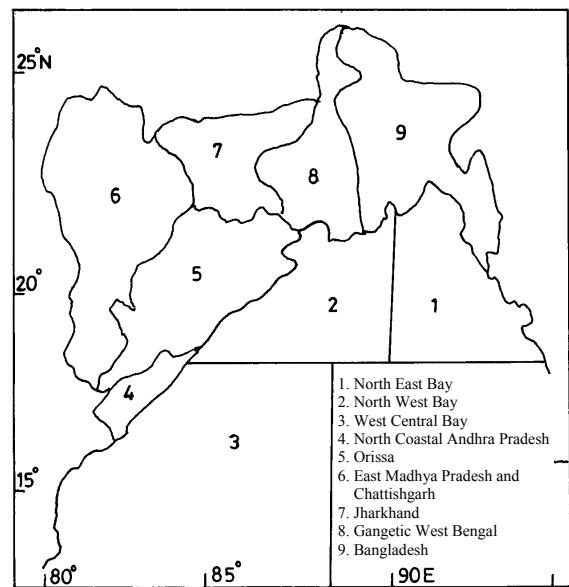 25°N
9
7
8
6
5
20°
2
1
4
1. North East Bay
2. North West Bay
3. West Central Bay
4. North Coastal Andhra Pradesh
3
5. Orissa
6. East Madhya Pradesh and
Chattishgarh
15°
7. Jharkhand
8. Gangetic West Bengal
9. Bangladesh
80° 85° 90E